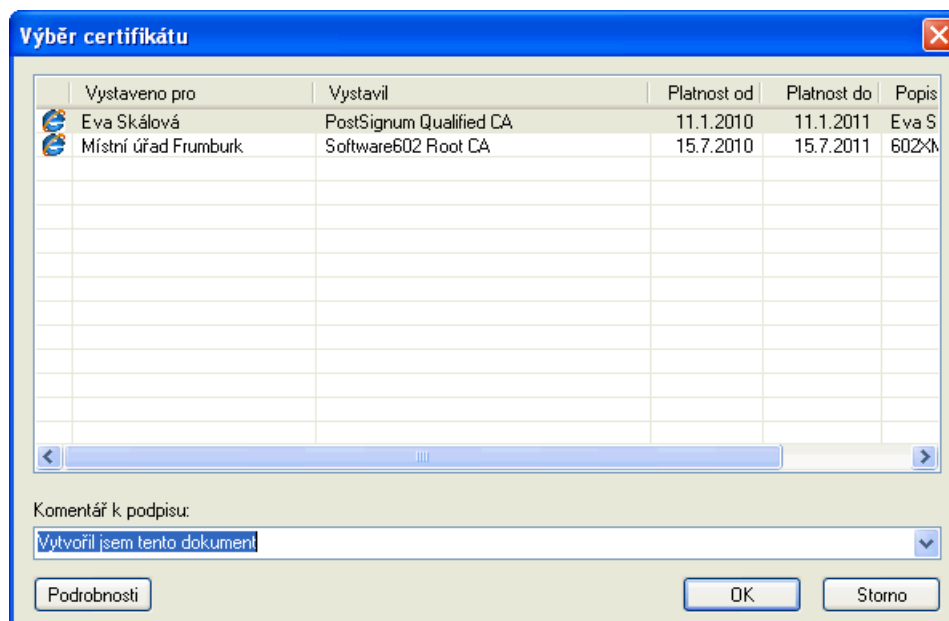 Výběr certifikátu
Vystaveno pro Vystavil Platnost od Platnost do Popis
Eva Skálová PostSignum Qualified CA 11.1.2010 11.1.2011 Eva S
Místní úřad Frumburk Software602 Root CA 15.7.2010 15.7.2011 602XM
Komentář k podpisu:
Vytvořil jsem tento dokument
Podrobnosti OK Storno